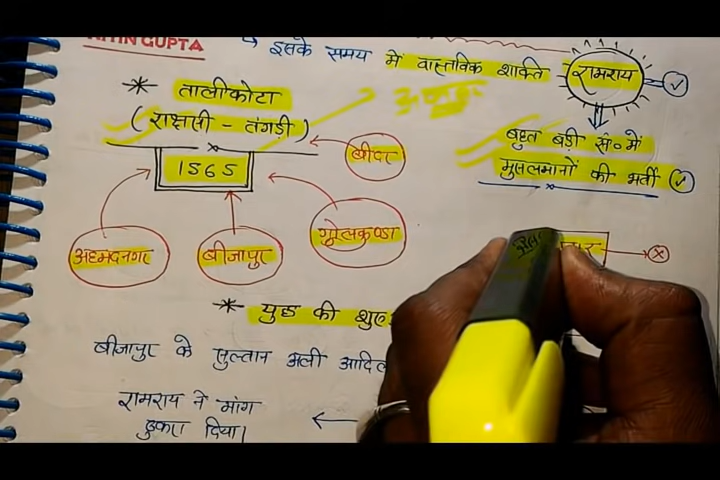 NITIN GUPTA
इसके समय में वास्तविक शक्ति रामराय
* तालीकोटा
(राक्षसी - तंगडी)
1565
बीदर
बहुत बडी सं० में
मुसलमानों की भर्ती
अहमदनगर
बीजापुर
गोलकुण्डा
* युद्ध की
बीजापुर के सुल्तान अली आदिल
रामराय ने मांग
ठुकरा दिया।